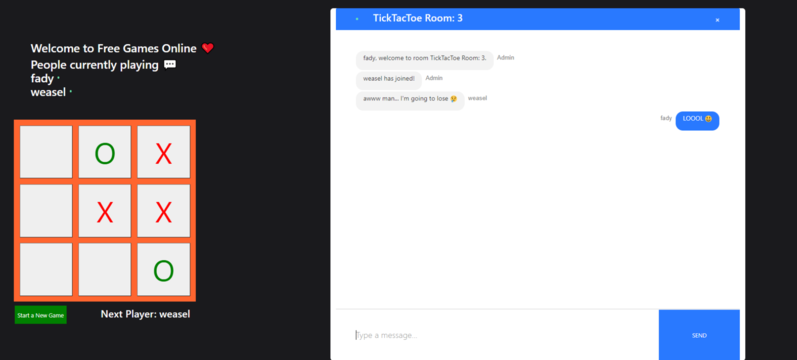 Welcome to Free Games Online ❤️
People currently playing 💬
fady
weasel
O X
X X
O
Start a New Game
Next Player: weasel
TickTacToe Room: 3
fady, welcome to room TickTacToe Room: 3.
Admin
weasel has joined!
Admin
awww man... I'm going to lose 😢
weasel
fady
LOOOL 😃
Type a message...
SEND